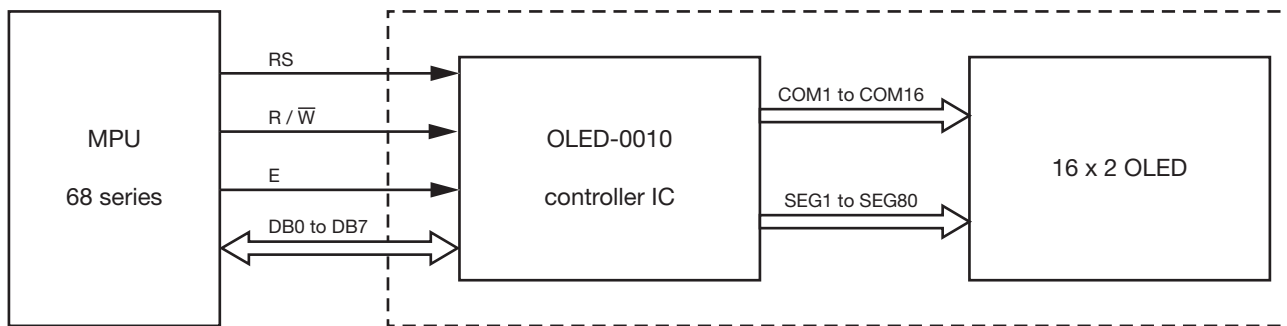 MPU
68 series
RS
R / W̅
E
DB0 to DB7
OLED-0010
controller IC
COM1 to COM16
SEG1 to SEG80
16 x 2 OLED